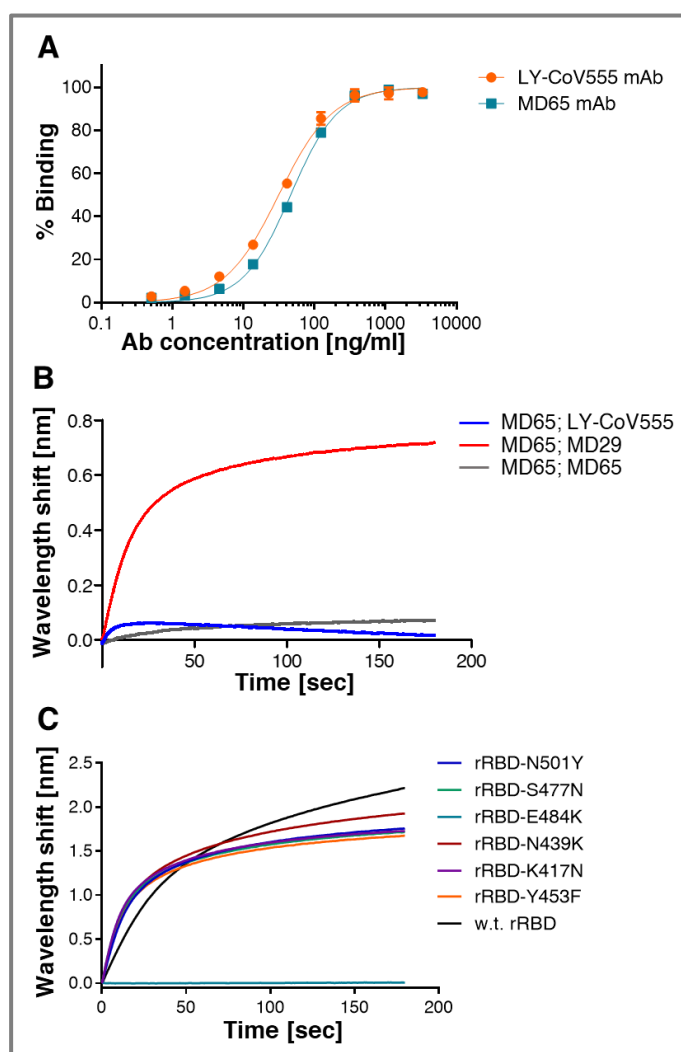 A
% Binding
100
80
60
40
20
0
0.1 1 10 100 1000 10000
Ab concentration [ng/ml]
LY-CoV555 mAb
MD65 mAb
B
Wavelength shift [nm]
0.8
0.6
0.4
0.2
0.0
50 100 150 200
Time [sec]
MD65; LY-CoV555
MD65; MD29
MD65; MD65
C
Wavelength shift [nm]
2.5
2.0
1.5
1.0
0.5
0.0
0 50 100 150 200
Time [sec]
rRBD-N501Y
rRBD-S477N
rRBD-E484K
rRBD-N439K
rRBD-K417N
rRBD-Y453F
w.t. rRBD